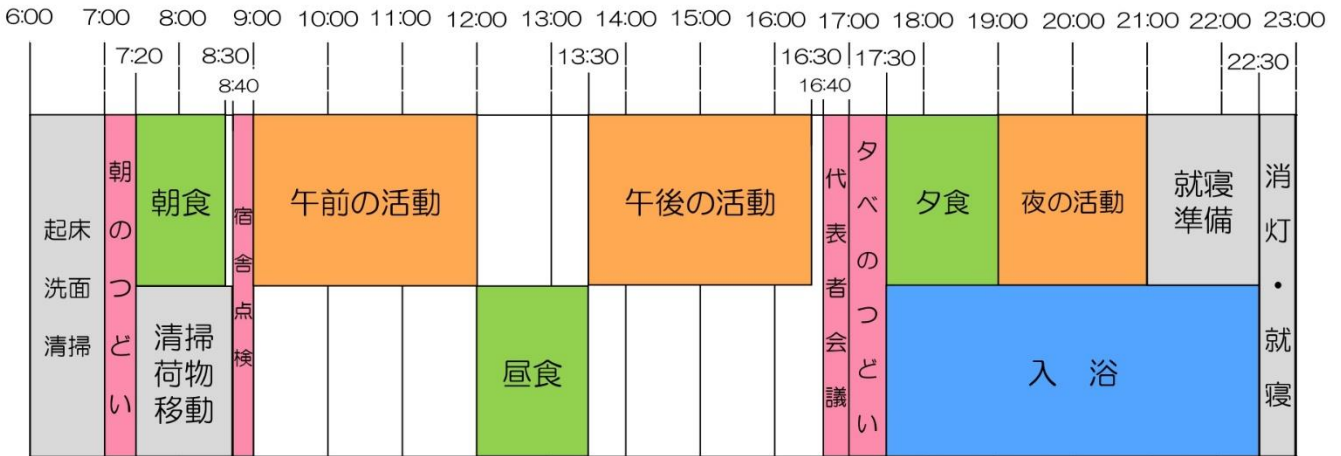 6:00 7:00 8:00 9:00 10:00 11:00 12:00 13:00 14:00 15:00 16:00 17:00 18:00 19:00 20:00 21:00 22:00 23:00
7:20 8:30 13:30 16:30 17:30 22:30
8:40 16:40
起床
洗面
清掃
朝のつどい
朝食
清掃
荷物
移動
宿舎点検
午前の活動
昼食
午後の活動
代表者会議
夕べのつどい
夕食
夜の活動
就寝
準備
入 浴
消灯・就寝